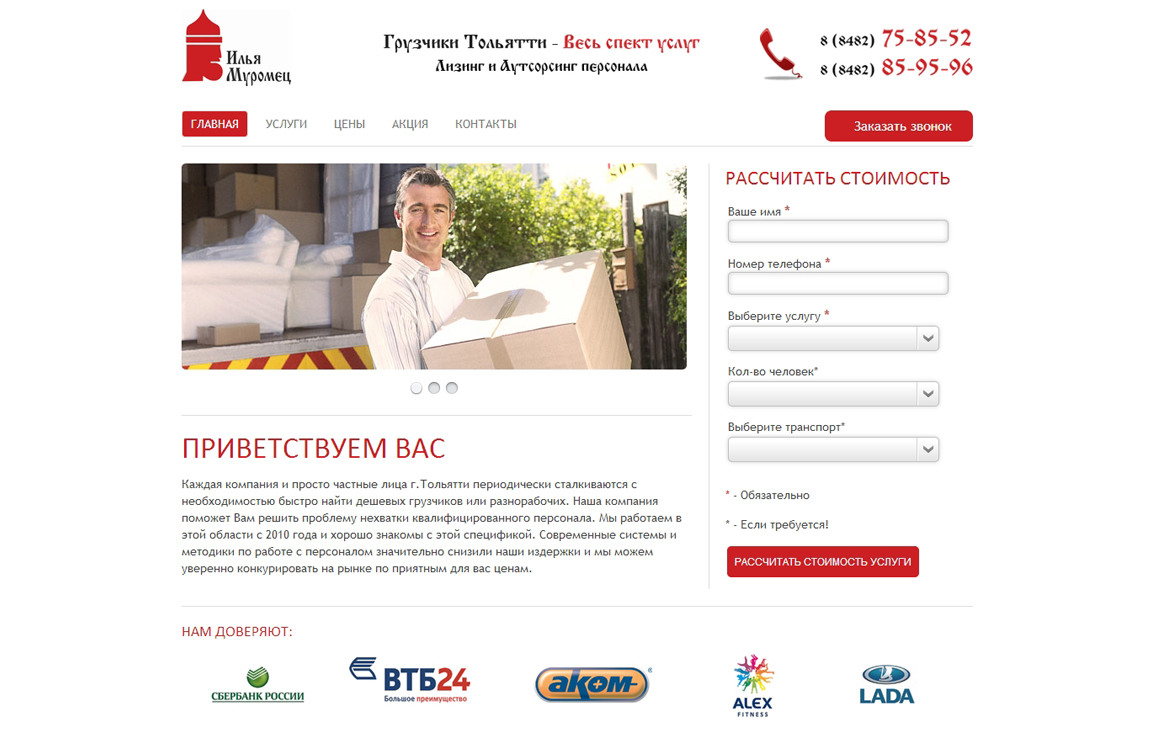 Илья
Муромец
Грузчики Тольятти - Весь спект услуг
Лизинг и Аутсорсинг персонала
8 (8482) 75-85-52
8 (8482) 85-95-96
ГЛАВНАЯ УСЛУГИ ЦЕНЫ АКЦИЯ КОНТАКТЫ
Заказать звонок
РАССЧИТАТЬ СТОИМОСТЬ
Ваше имя *
Номер телефона *
Выберите услугу *
Кол-во человек*
Выберите транспорт*
* - Обязательно
* - Если требуется!
РАССЧИТАТЬ СТОИМОСТЬ УСЛУГИ
ПРИВЕТСТВУЕМ ВАС
Каждая компания и просто частные лица г.Тольятти периодически сталкиваются с
необходимостью быстро найти дешевых грузчиков или разнорабочих. Наша компания
поможет Вам решить проблему нехватки квалифицированного персонала. Мы работаем в
этой области с 2010 года и хорошо знакомы с этой спецификой. Современные системы и
методики по работе с персоналом значительно снизили наши издержки и мы можем
уверенно конкурировать на рынке по приятным для вас ценам.
НАМ ДОВЕРЯЮТ:
СБЕРБАНК РОССИИ
ВТБ24
Большое преимущество
аком ®
ALEX
FITNESS
LADA